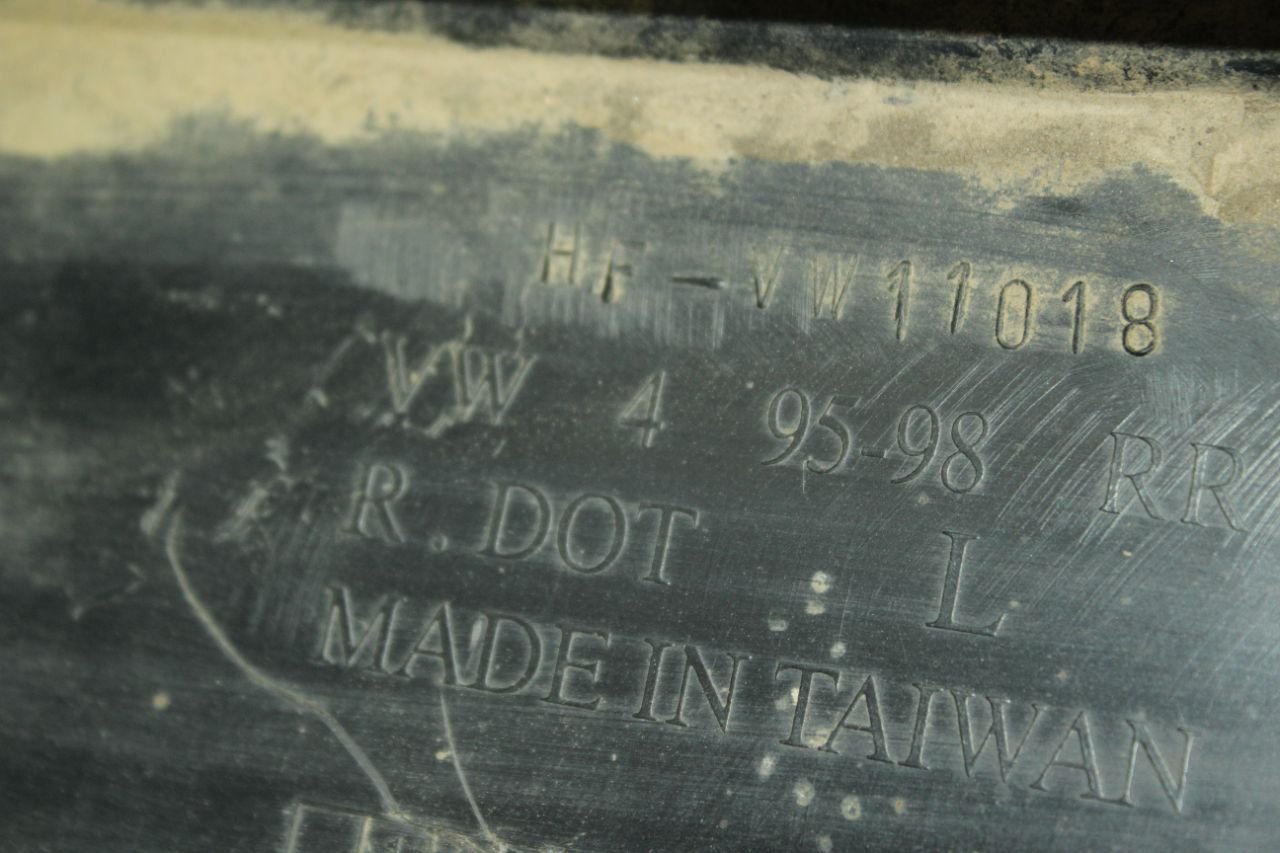 HF-VW11018
VW 4 95-98 RR
R. DOT L
MADE IN TAIWAN